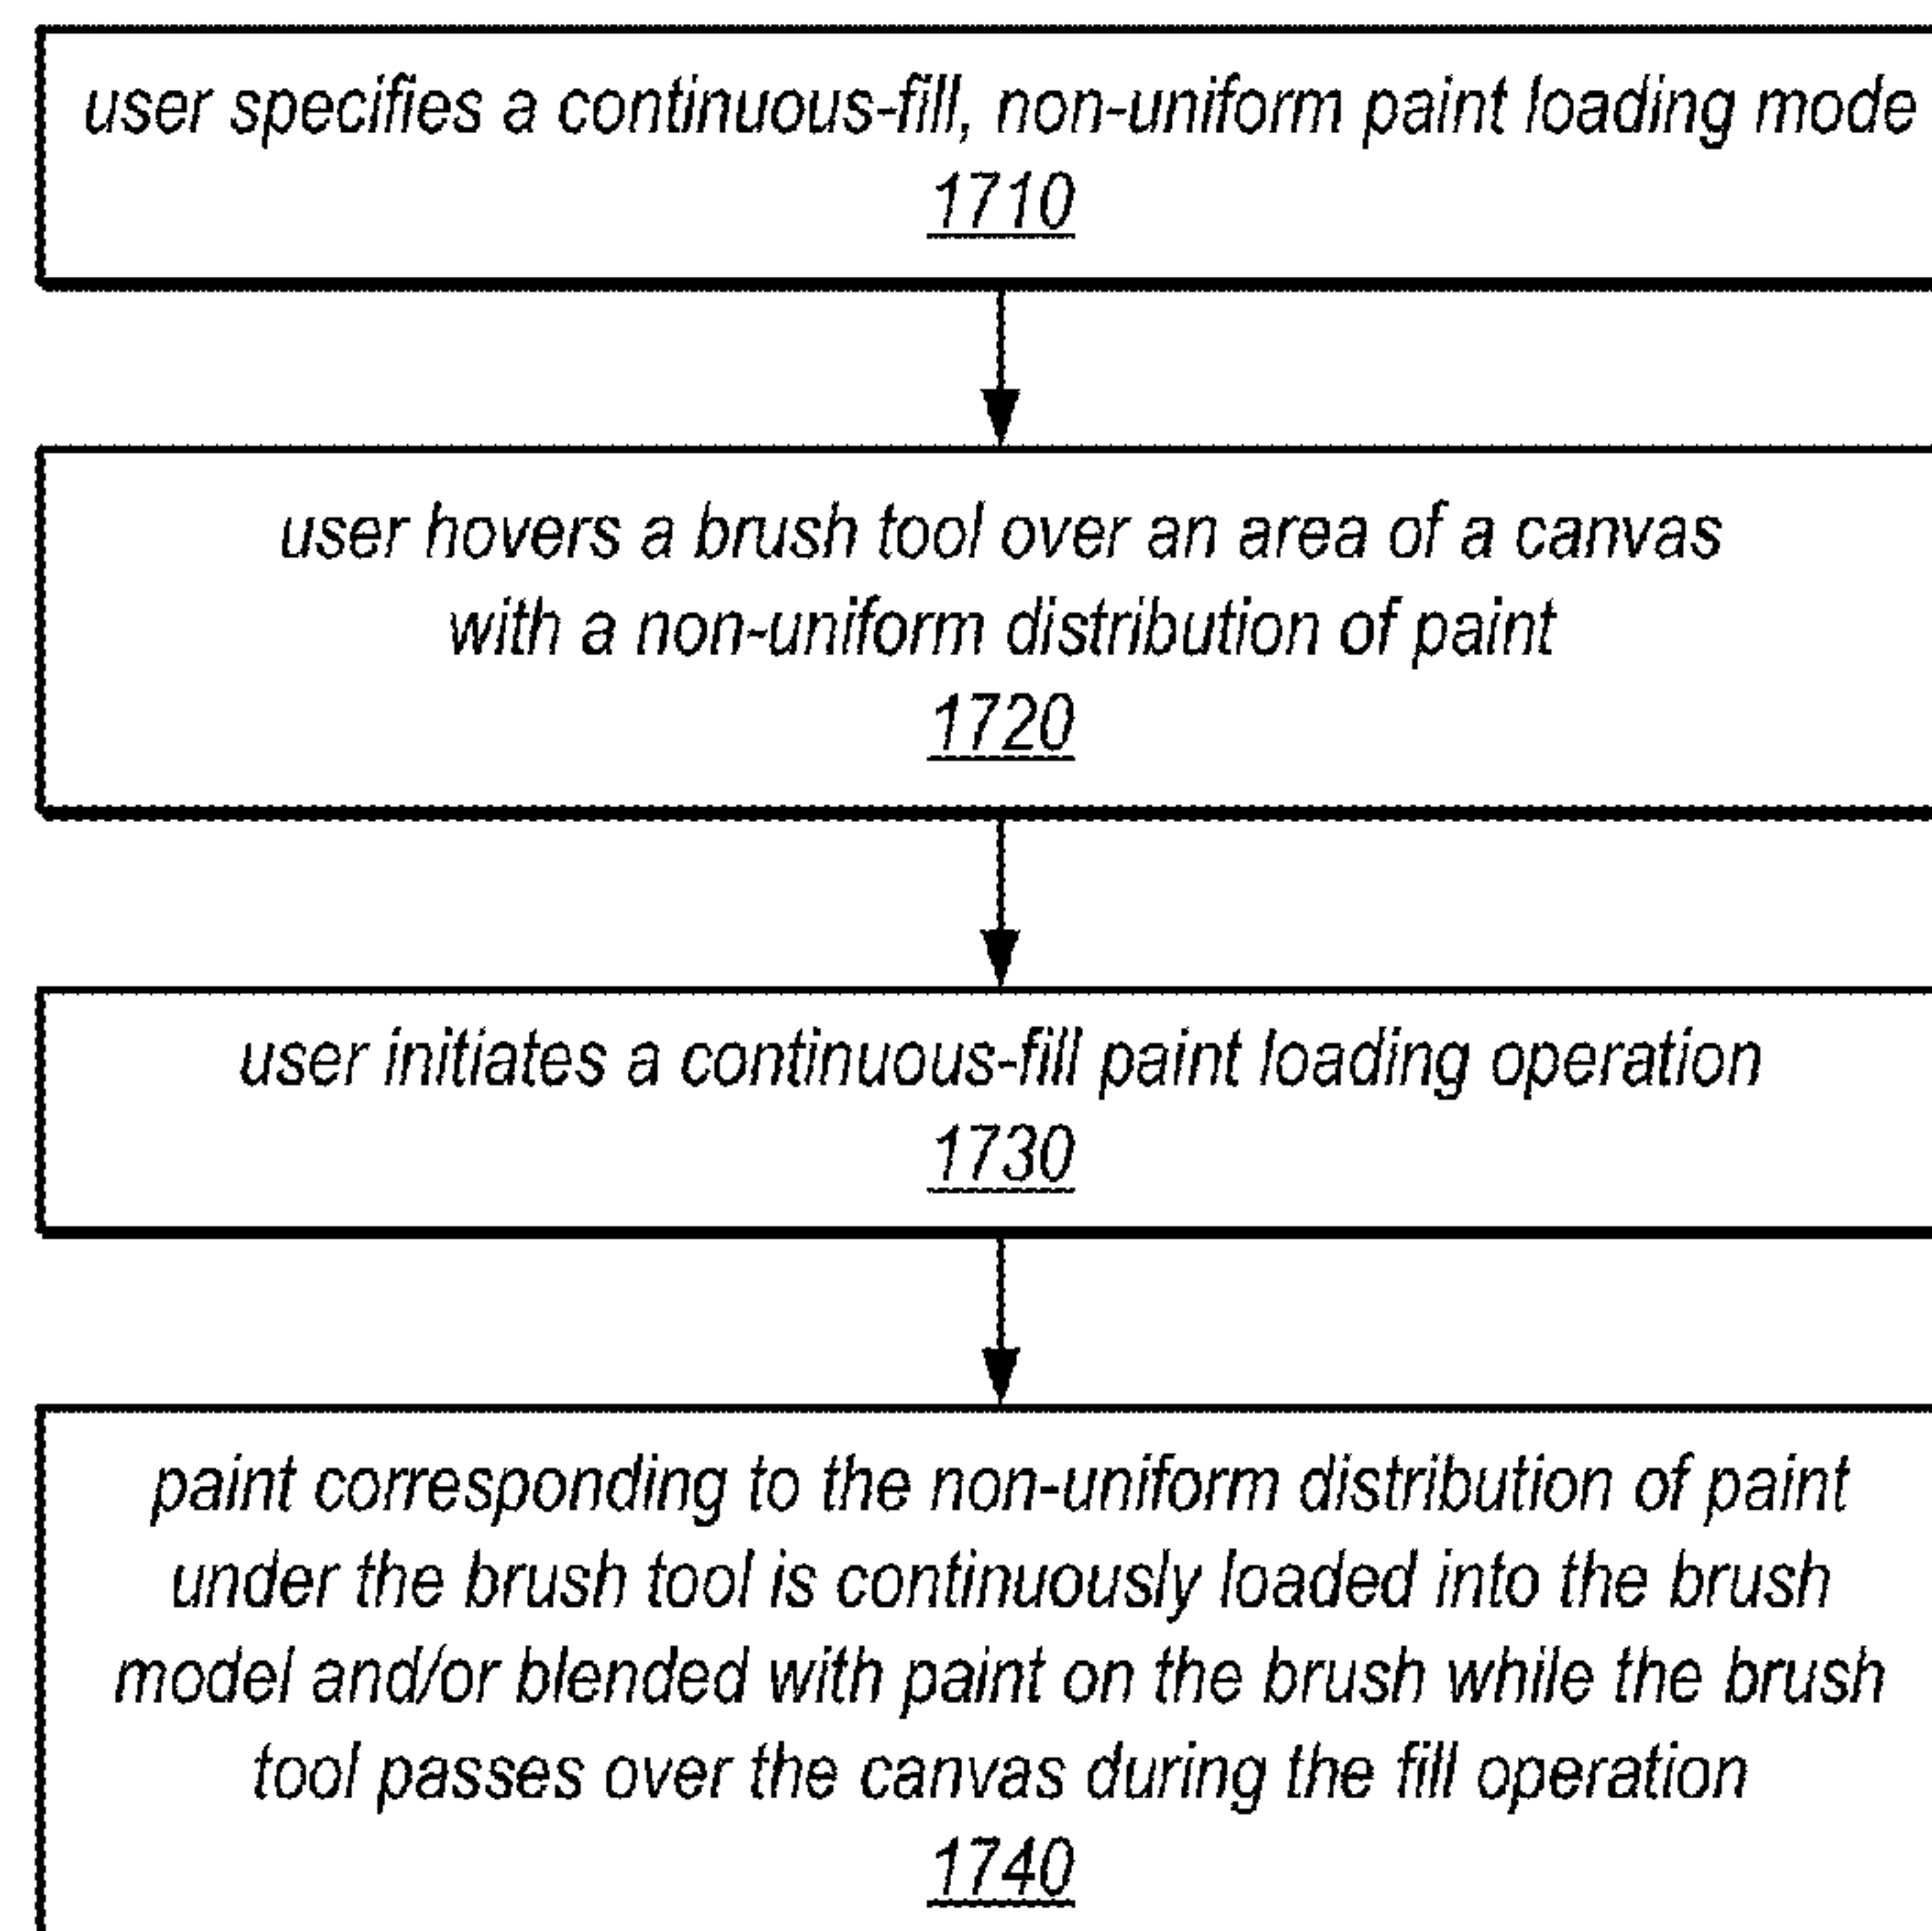 user specifies a continuous-fill, non-uniform paint loading mode
1710
user hovers a brush tool over an area of a canvas
with a non-uniform distribution of paint
1720
user initiates a continuous-fill paint loading operation
1730
paint corresponding to the non-uniform distribution of paint
under the brush tool is continuously loaded into the brush
model and/or blended with paint on the brush while the brush
tool passes over the canvas during the fill operation
1740